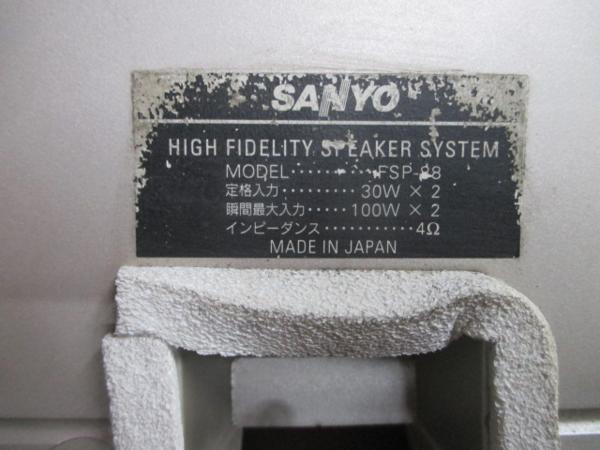 SANYO
HIGH FIDELITY SPEAKER SYSTEM
MODEL··········
定格入力·········30W × 2
瞬間最大入力·····100W × 2
インピーダンス···········4Ω
MADE IN JAPAN